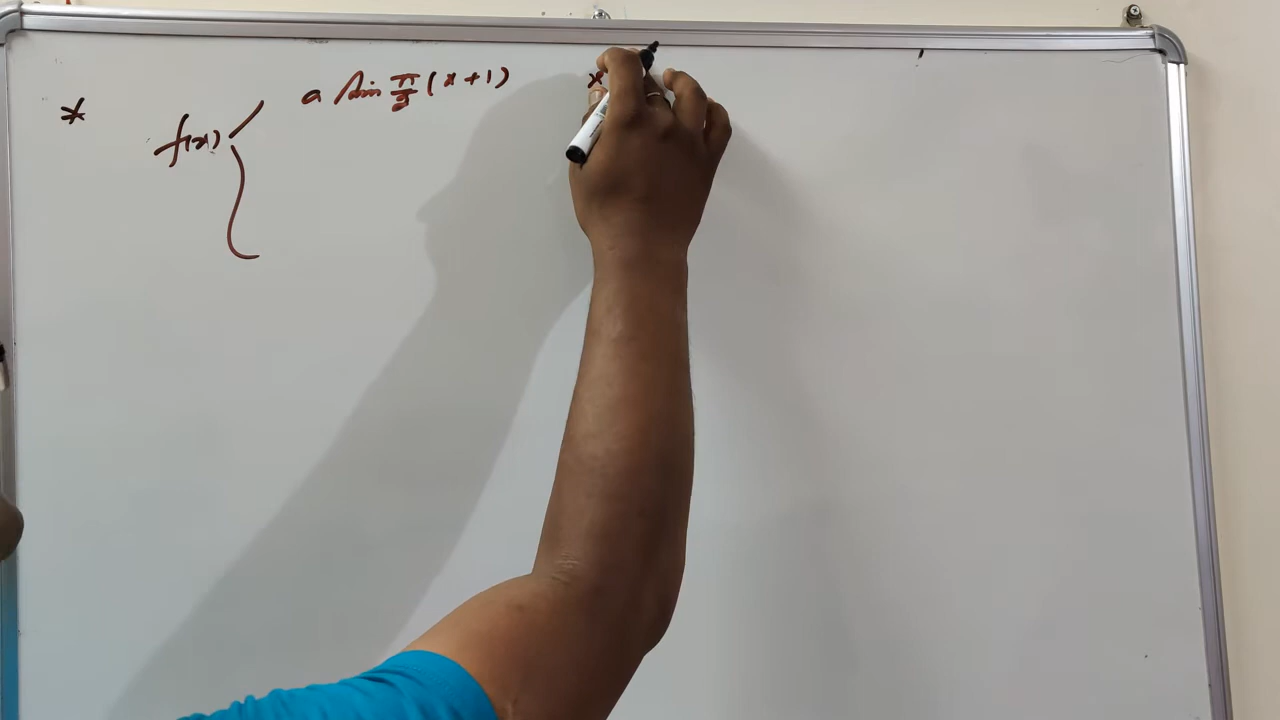 a sin π/2 (x+1) x
* f(x) {